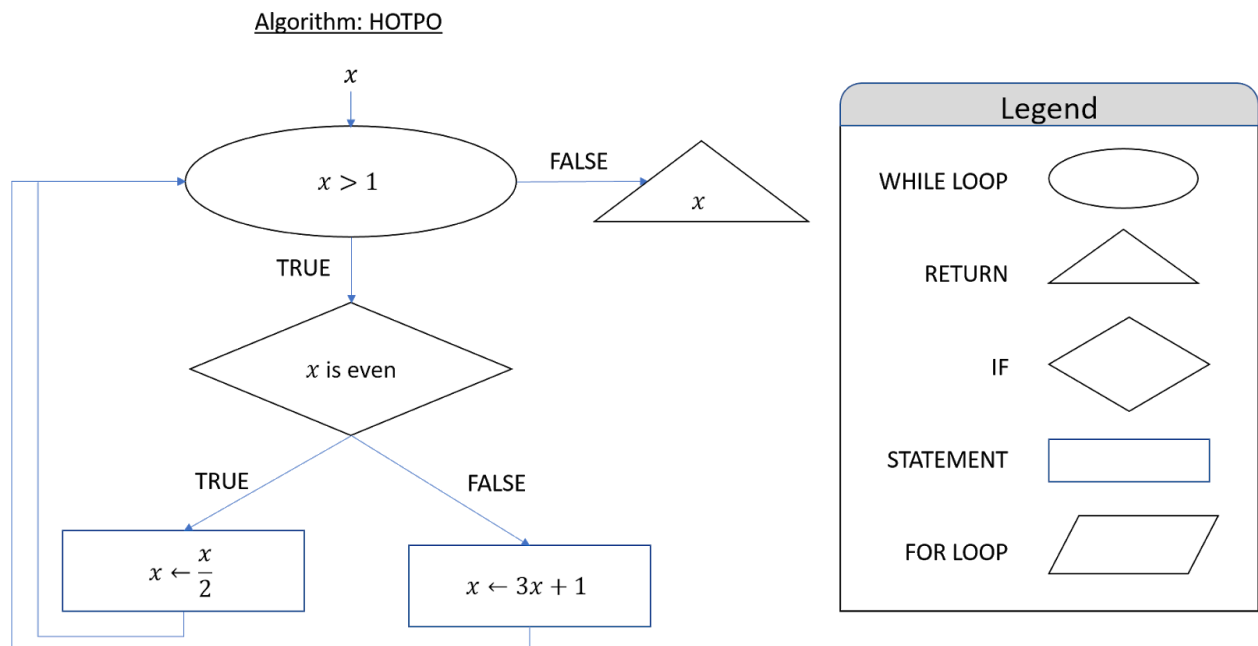 Algorithm: HOTPO
x
x > 1
FALSE
x
TRUE
x is even
TRUE
FALSE
x ← x/2
x ← 3x + 1
Legend
WHILE LOOP
RETURN
IF
STATEMENT
FOR LOOP